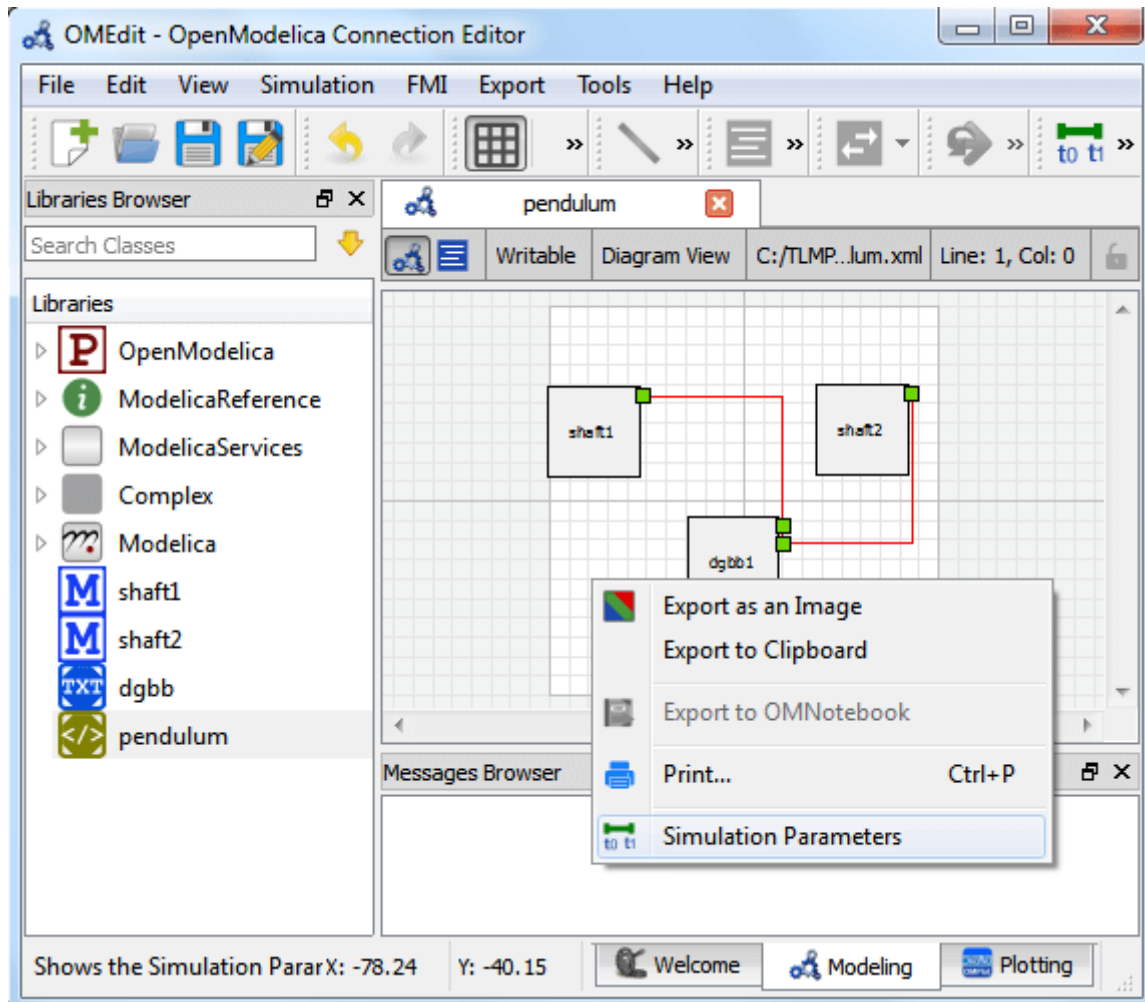 OMEdit - OpenModelica Connection Editor
File Edit View Simulation FMI Export Tools Help
» » » » t0 t1 »
Libraries Browser
pendulum
Search Classes
Writable Diagram View C:/TLMP...lum.xml Line: 1, Col: 0
Libraries
P OpenModelica
i ModelicaReference
ModelicaServices
Complex
Modelica
M shaft1
M shaft2
TXT dgbb
</> pendulum
shaft1
shaft2
dgbb1
Export as an Image
Export to Clipboard
Export to OMNotebook
Print... Ctrl+P
t0 t1 Simulation Parameters
Messages Browser
Shows the Simulation Parar X: -78.24 Y: -40.15 Welcome Modeling Plotting